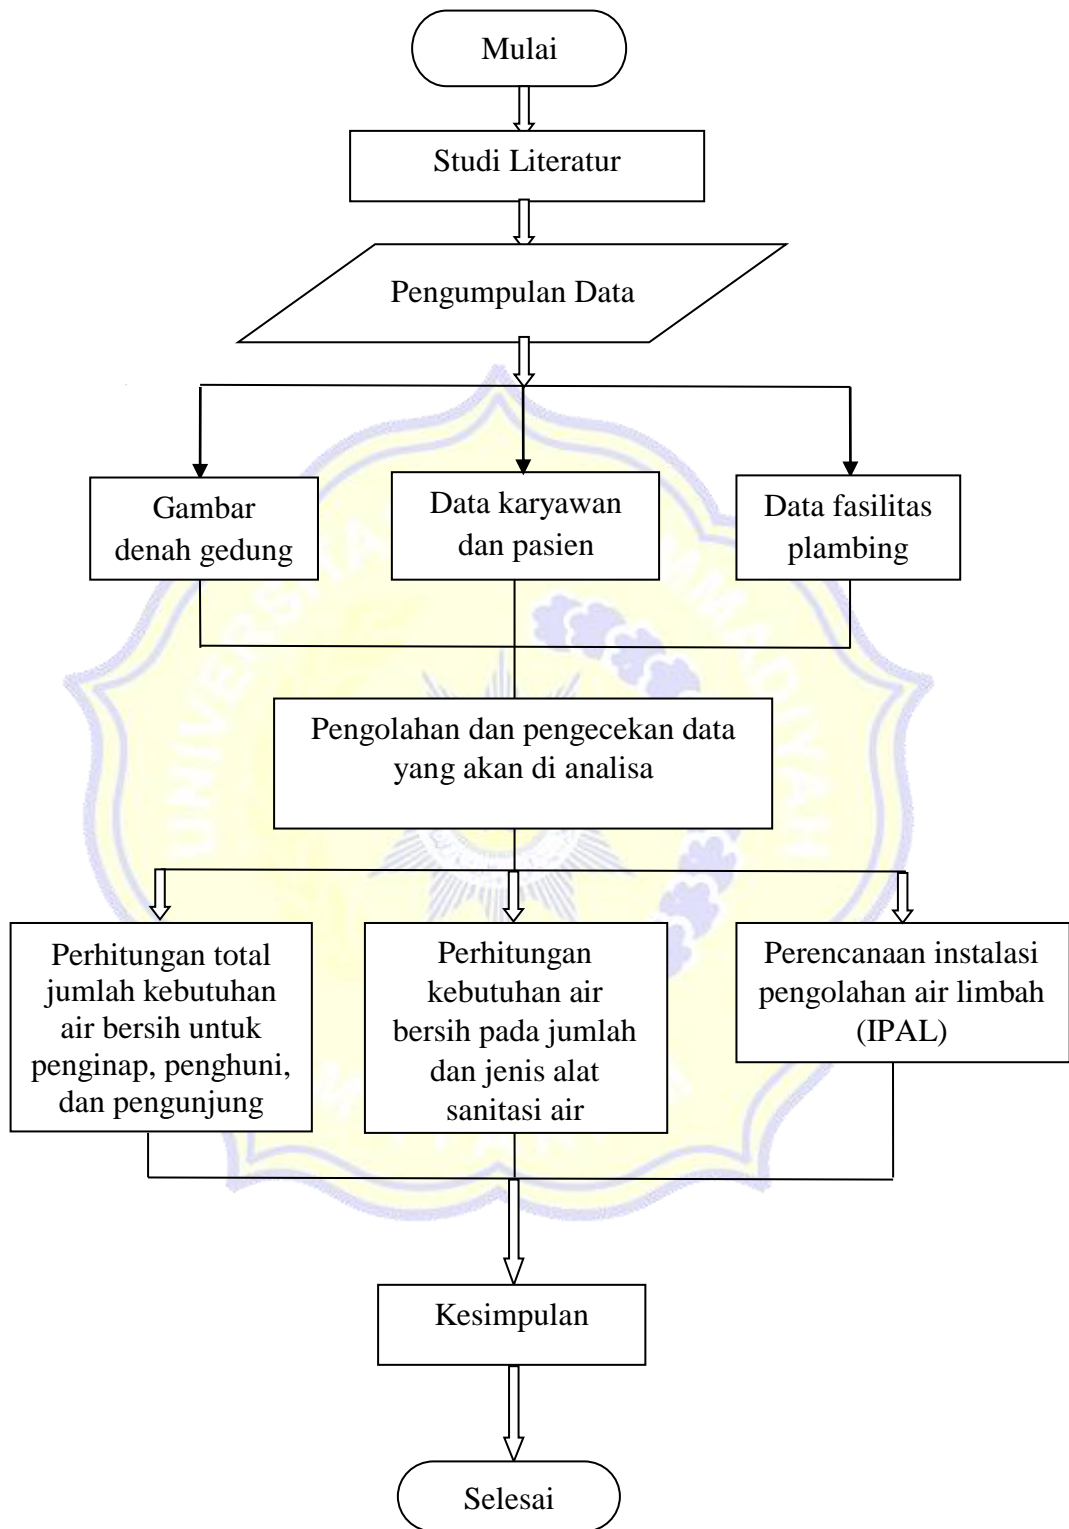 Mulai
Studi Literatur
Pengumpulan Data
Gambar
denah gedung
Data karyawan
dan pasien
Data fasilitas
plambing
Pengolahan dan pengecekan data
yang akan di analisa
Perhitungan total
jumlah kebutuhan
air bersih untuk
penginap, penghuni,
dan pengunjung
Perhitungan
kebutuhan air
bersih pada jumlah
dan jenis alat
sanitasi air
Perencanaan instalasi
pengolahan air limbah
(IPAL)
Kesimpulan
Selesai